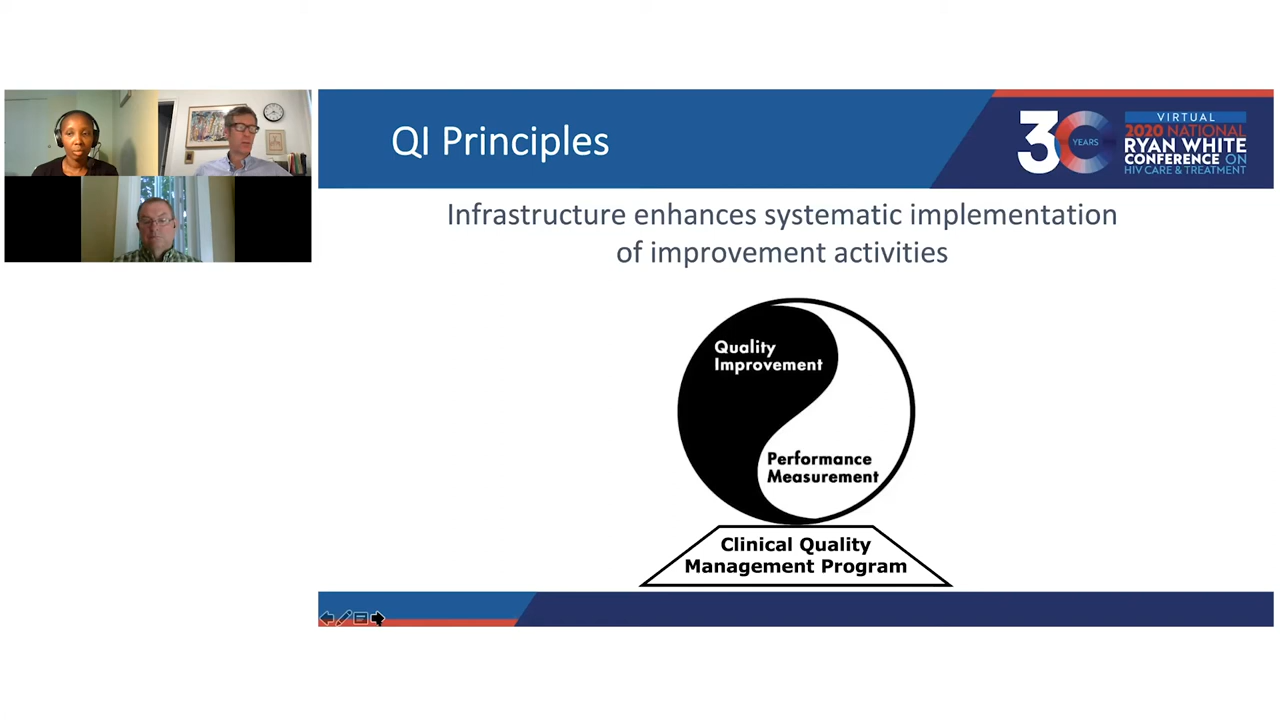 QI Principles
30 YEARS
VIRTUAL
2020 NATIONAL
RYAN WHITE
CONFERENCE ON
HIV CARE & TREATMENT
Infrastructure enhances systematic implementation
of improvement activities
Quality
Improvement
Performance
Measurement
Clinical Quality
Management Program